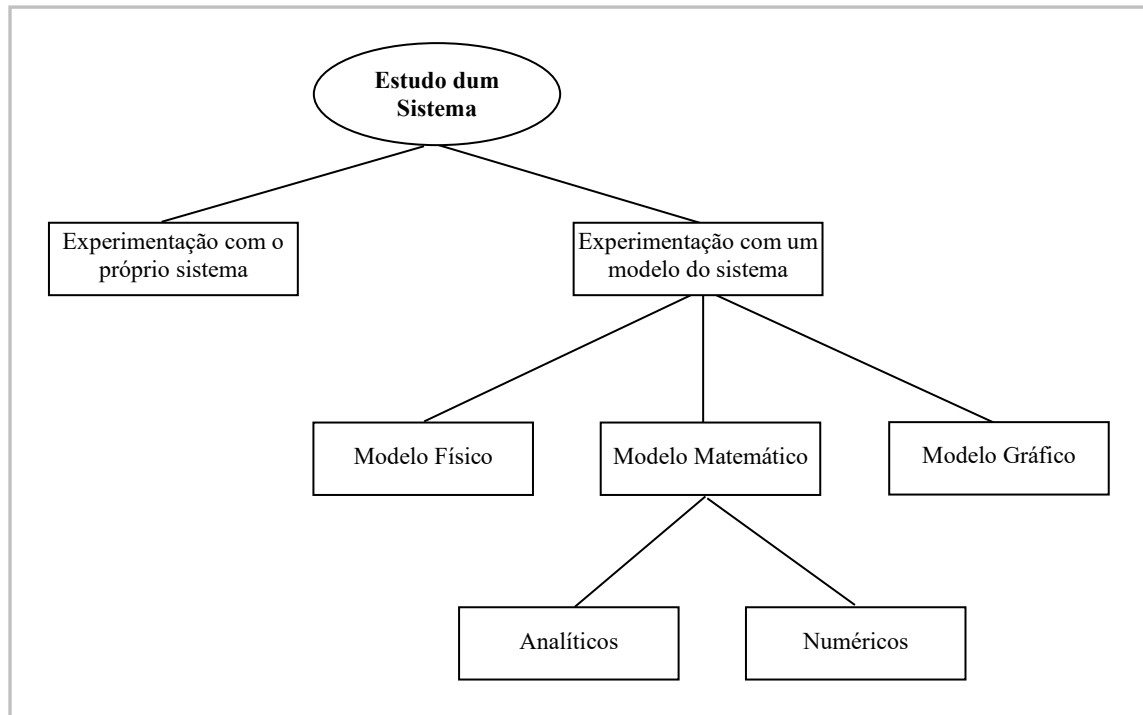 Estudo dum
Sistema
Experimentação com o
próprio sistema
Experimentação com um
modelo do sistema
Modelo Físico
Modelo Matemático
Modelo Gráfico
Analíticos
Numéricos